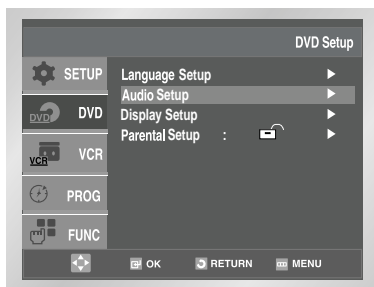 DVD Setup
SETUP
DVD
DVD
VCR
VCR
PROG
FUNC
Language Setup
Audio Setup
Display Setup
Parental Setup :
OK RETURN MENU